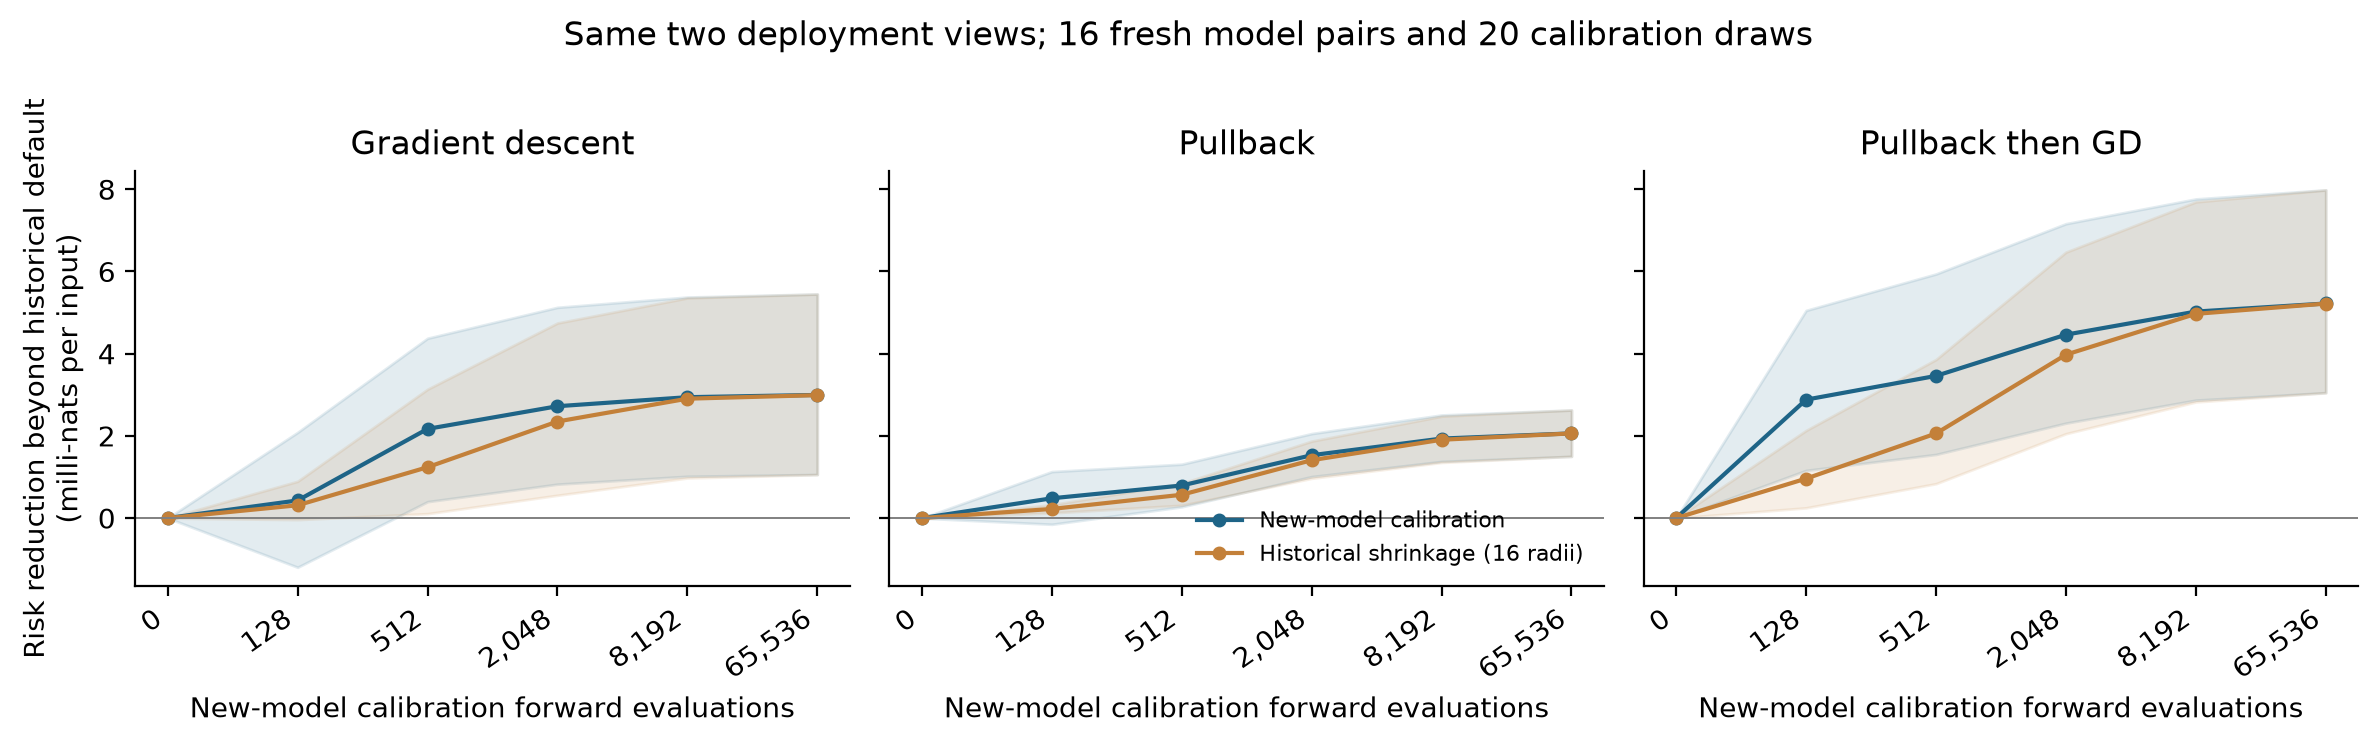 Same two deployment views; 16 fresh model pairs and 20 calibration draws
Risk reduction beyond historical default
(milli-nats per input)
Gradient descent
8
6
4
2
0
0
128
512
2,048
8,192
65,536
New-model calibration forward evaluations
Pullback
New-model calibration
Historical shrinkage (16 radii)
0
128
512
2,048
8,192
65,536
New-model calibration forward evaluations
Pullback then GD
0
128
512
2,048
8,192
65,536
New-model calibration forward evaluations